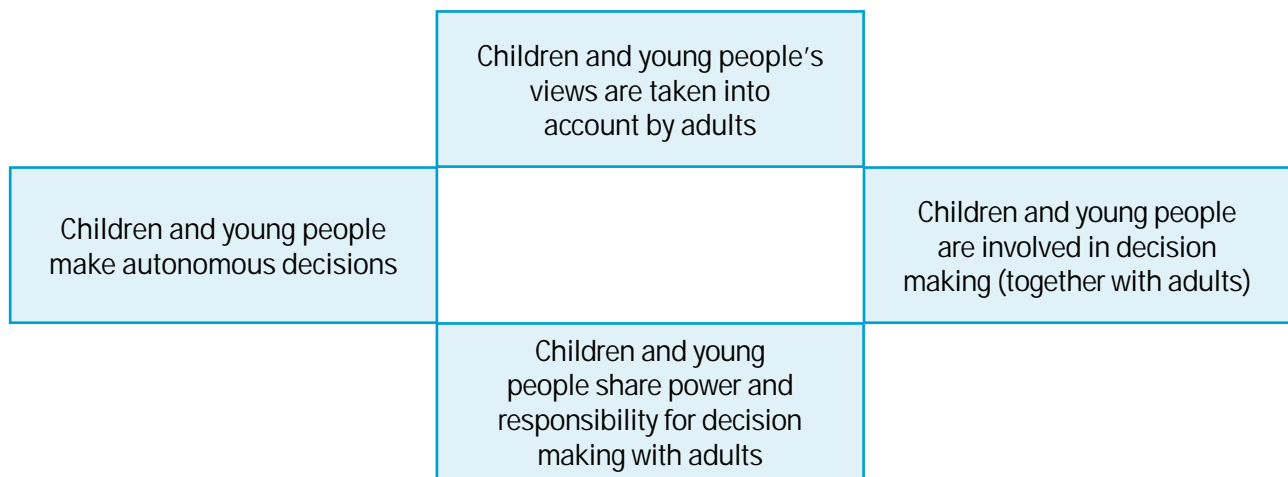 Children and young people's
views are taken into
account by adults
Children and young people
make autonomous decisions
Children and young people
are involved in decision
making (together with adults)
Children and young
people share power and
responsibility for decision
making with adults